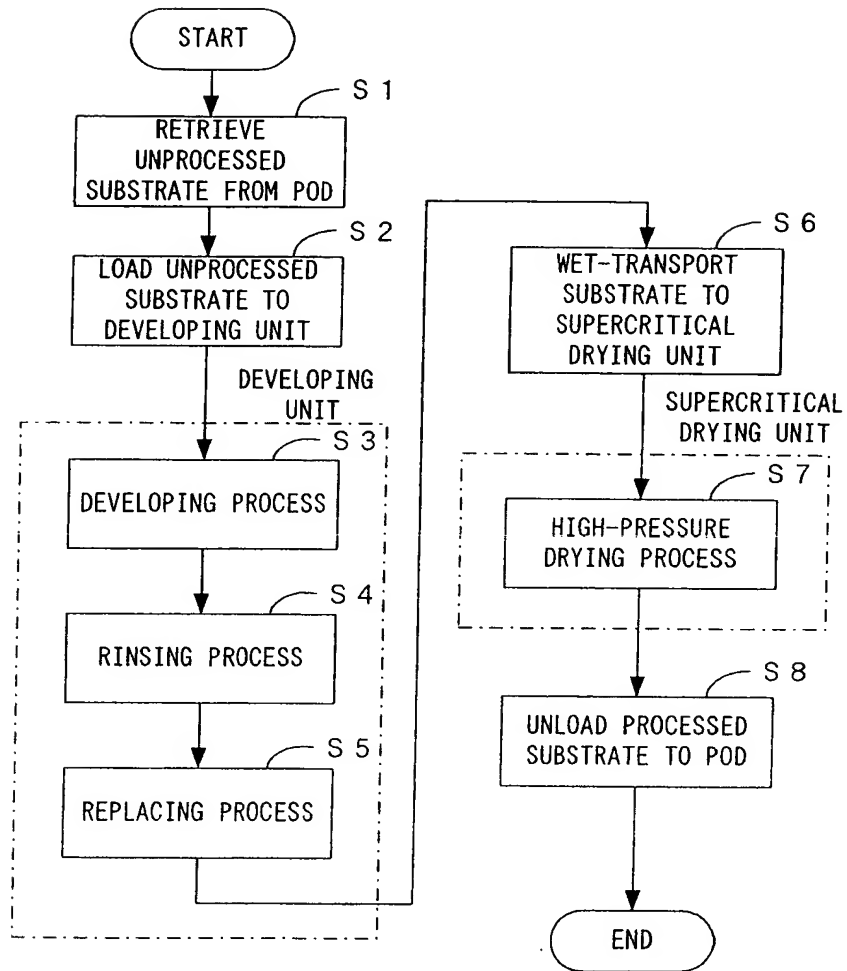 START
S 1
RETRIEVE
UNPROCESSED
SUBSTRATE FROM POD
S 2
LOAD UNPROCESSED
SUBSTRATE TO
DEVELOPING UNIT
DEVELOPING
UNIT
S 3
DEVELOPING PROCESS
S 4
RINSING PROCESS
S 5
REPLACING PROCESS
S 6
WET-TRANSPORT
SUBSTRATE TO
SUPERCRITICAL
DRYING UNIT
SUPERCRITICAL
DRYING UNIT
S 7
HIGH-PRESSURE
DRYING PROCESS
S 8
UNLOAD PROCESSED
SUBSTRATE TO POD
END